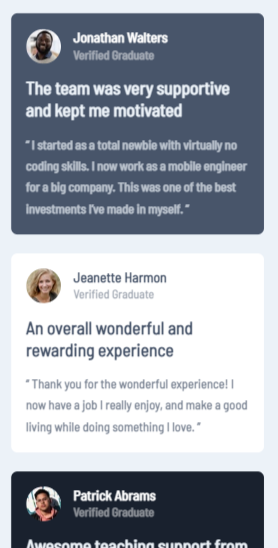 Jonathan Walters
Verified Graduate
The team was very supportive
and kept me motivated
“ I started as a total newbie with virtually no
coding skills. I now work as a mobile engineer
for a big company. This was one of the best
investments I've made in myself. ”
Jeanette Harmon
Verified Graduate
An overall wonderful and
rewarding experience
“ Thank you for the wonderful experience! I
now have a job I really enjoy, and make a good
living while doing something I love. ”
Patrick Abrams
Verified Graduate
Awesome teaching support from